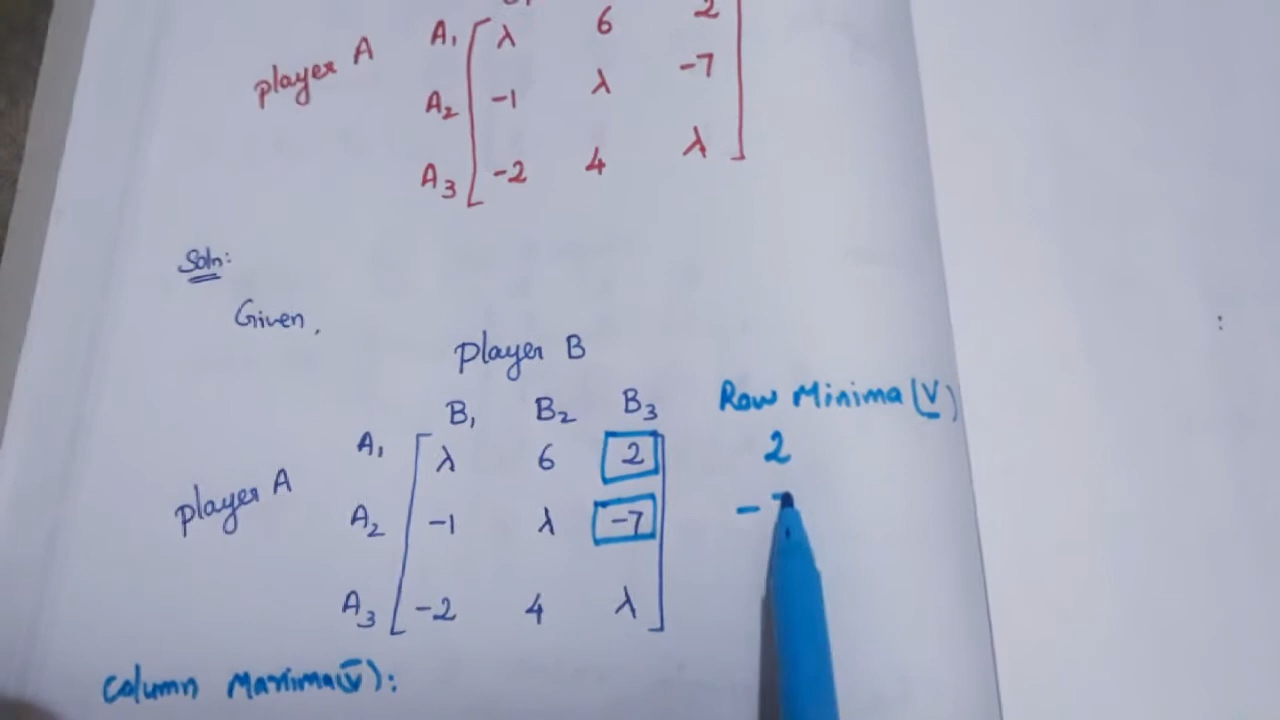 A1 [ λ 6 2 ]
player A A2 -1 λ -7
A3 -2 4 λ
Soln:
Given,
Player B
B1 B2 B3 Row Minima (V)
A1 λ 6 2 2
player A A2 -1 λ -7 -7
A3 -2 4 λ
Column Maxima (V̄):